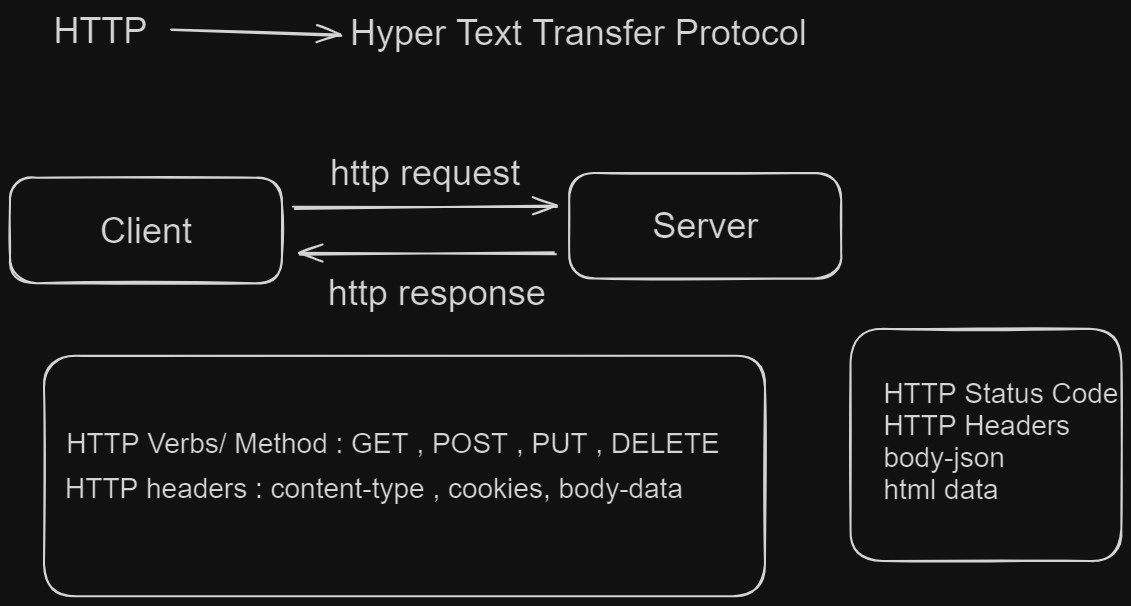 HTTP Hyper Text Transfer Protocol
http request
Client
Server
http response
HTTP Verbs/ Method : GET , POST , PUT , DELETE
HTTP headers : content-type , cookies, body-data
HTTP Status Code
HTTP Headers
body-json
html data